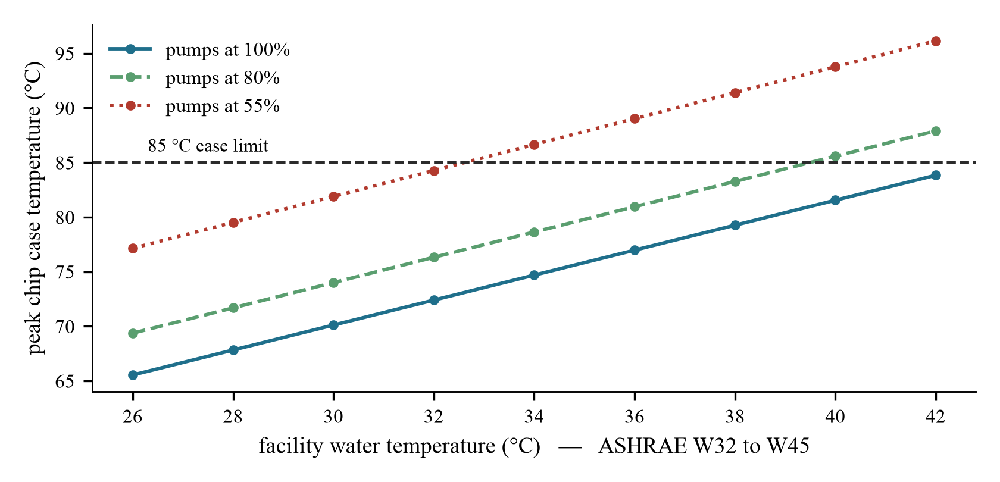 pumps at 100%
pumps at 80%
pumps at 55%
85 °C case limit
peak chip case temperature (°C)
95
90
85
80
75
70
65
26 28 30 32 34 36 38 40 42
facility water temperature (°C) — ASHRAE W32 to W45